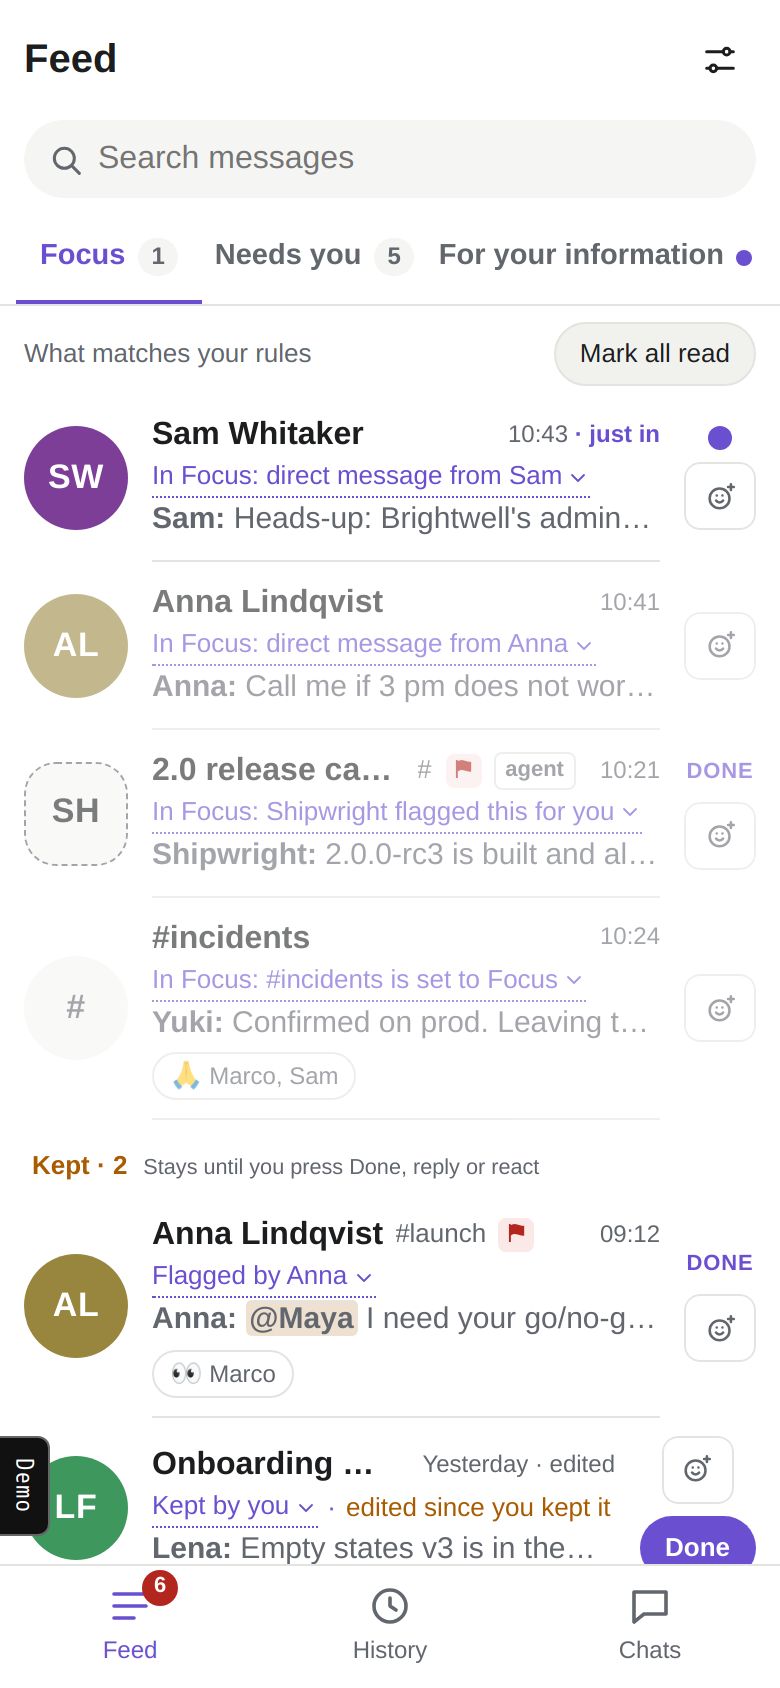 Feed
Search messages
Focus 1 Needs you 5 For your information
What matches your rules Mark all read
SW Sam Whitaker 10:43 · just in
In Focus: direct message from Sam
Sam: Heads-up: Brightwell's admin…
AL Anna Lindqvist 10:41
In Focus: direct message from Anna
Anna: Call me if 3 pm does not wor…
SH 2.0 release ca… # agent 10:21 DONE
In Focus: Shipwright flagged this for you
Shipwright: 2.0.0-rc3 is built and al…
# #incidents 10:24
In Focus: #incidents is set to Focus
Yuki: Confirmed on prod. Leaving t…
🙏 Marco, Sam
Kept · 2 Stays until you press Done, reply or react
AL Anna Lindqvist #launch 09:12 DONE
Flagged by Anna
Anna: @Maya I need your go/no-g…
👀 Marco
Demo
LF Onboarding … Yesterday · edited
Kept by you · edited since you kept it
Lena: Empty states v3 is in the… Done
6
Feed History Chats